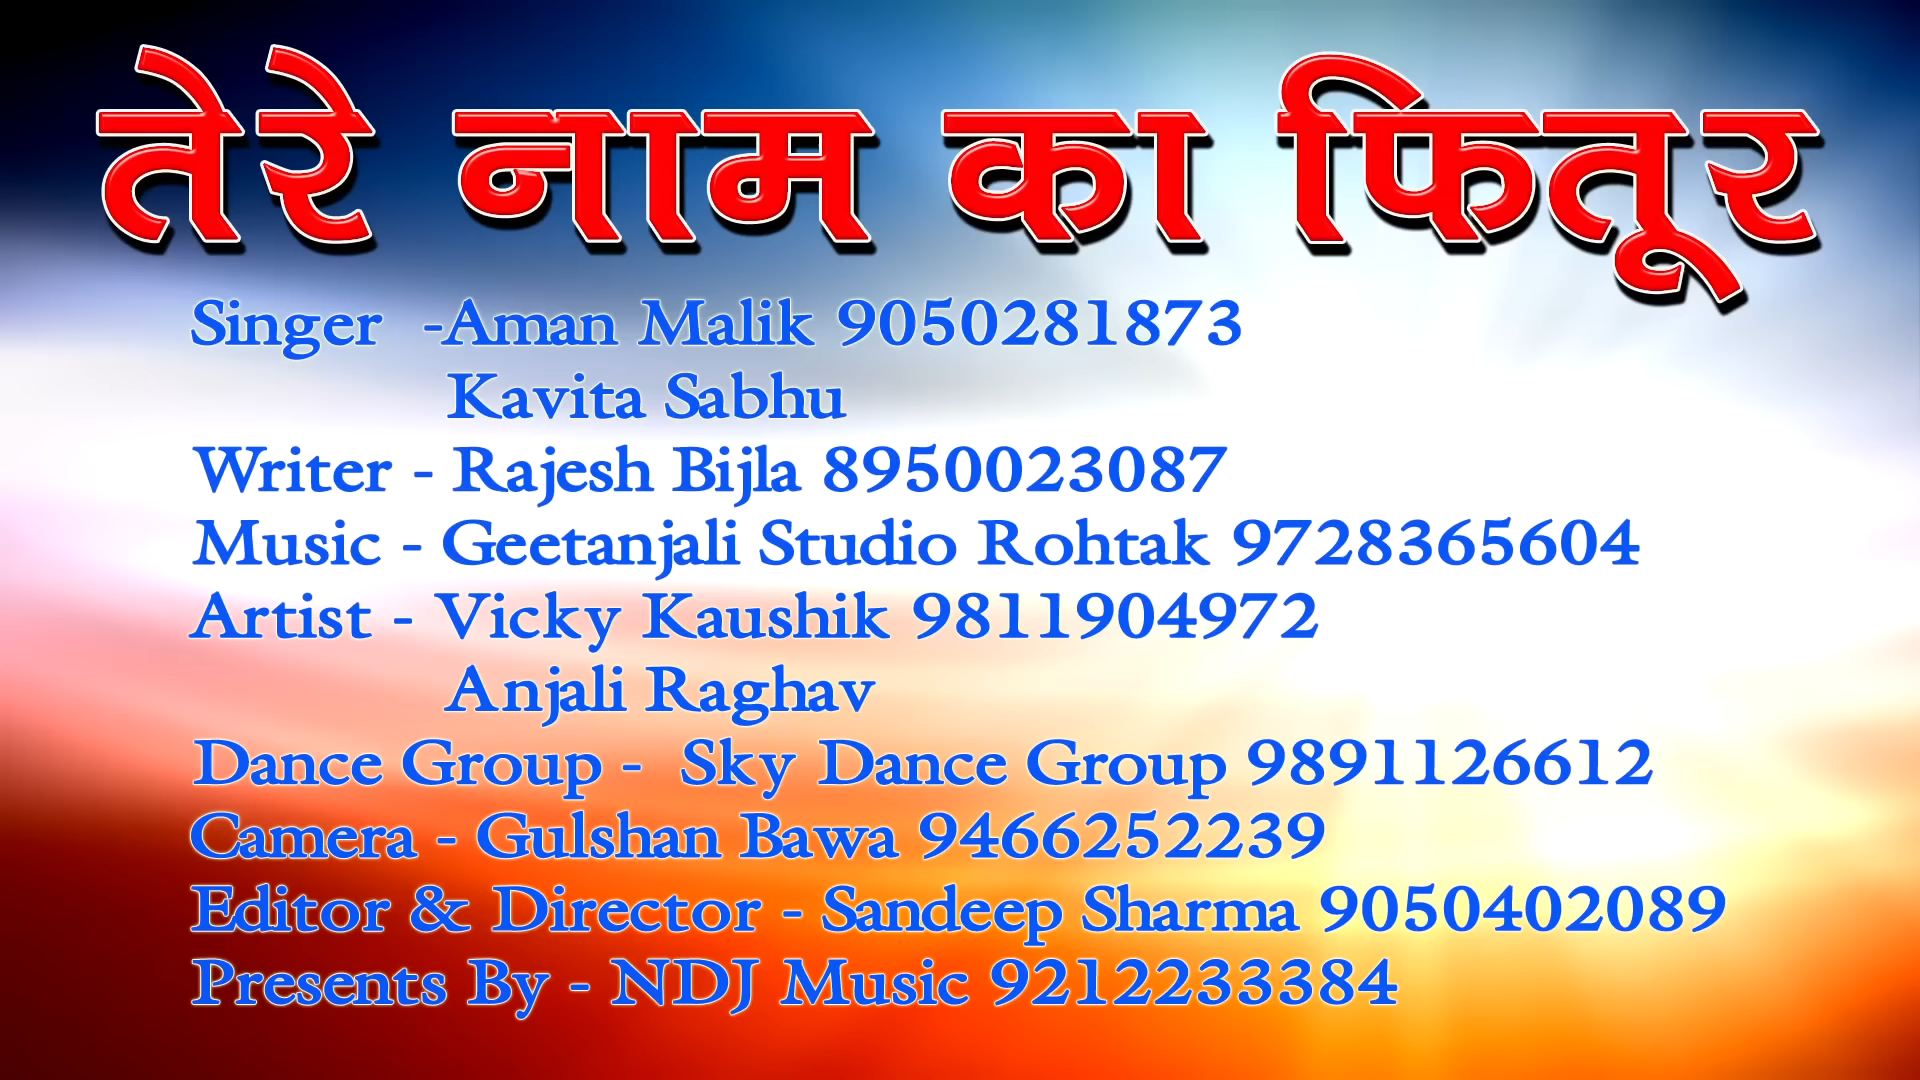 तेरे नाम का फितूर
Singer -Aman Malik 9050281873
Kavita Sabhu
Writer - Rajesh Bijla 8950023087
Music - Geetanjali Studio Rohtak 9728365604
Artist - Vicky Kaushik 9811904972
Anjali Raghav
Dance Group - Sky Dance Group 9891126612
Camera - Gulshan Bawa 9466252239
Editor & Director - Sandeep Sharma 9050402089
Presents By - NDJ Music 9212233384